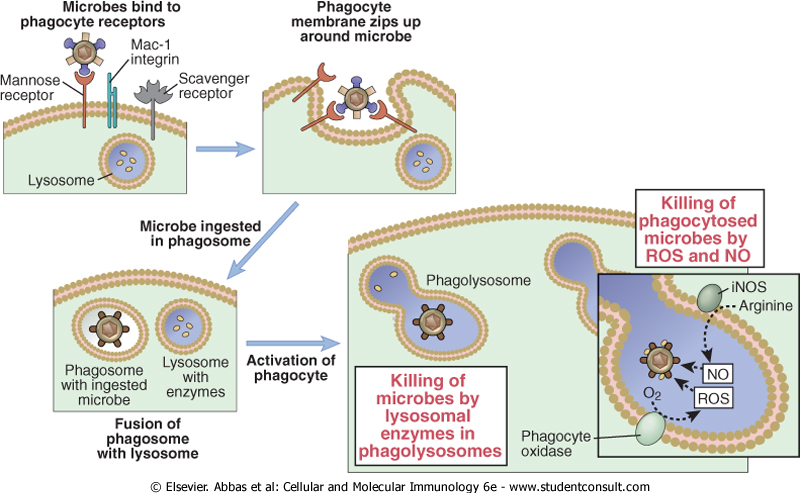 Microbes bind to
phagocyte receptors
Mac-1
integrin
Mannose
receptor
Scavenger
receptor
Lysosome
Phagocyte
membrane zips up
around microbe
Microbe ingested
in phagosome
Phagosome
with ingested
microbe
Lysosome
with
enzymes
Fusion of
phagosome
with lysosome
Activation of
phagocyte
Phagolysosome
Killing of
microbes by
lysosomal
enzymes in
phagolysosomes
Killing of
phagocytosed
microbes by
ROS and NO
iNOS
Arginine
NO
ROS
O2
Phagocyte
oxidase
© Elsevier. Abbas et al: Cellular and Molecular Immunology 6e - www.studentconsult.com